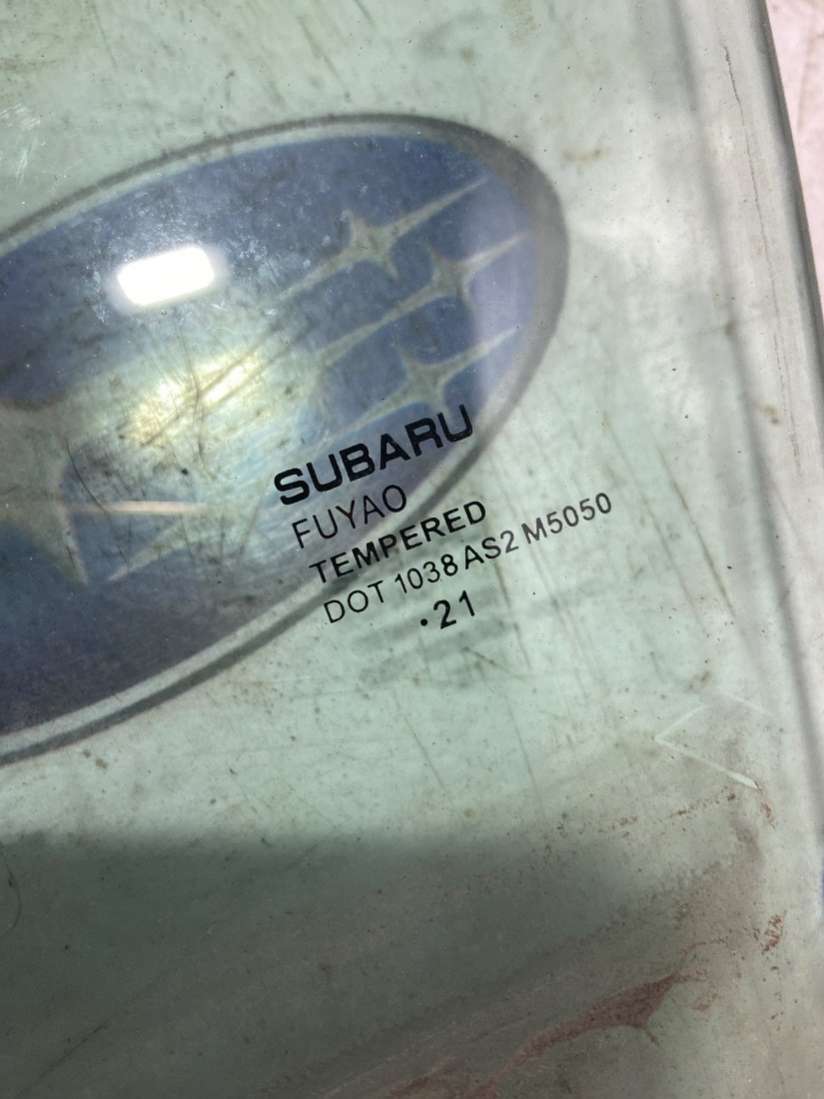 SUBARU
FUYAO
TEMPERED
DOT 1038 AS2 M5050
·21